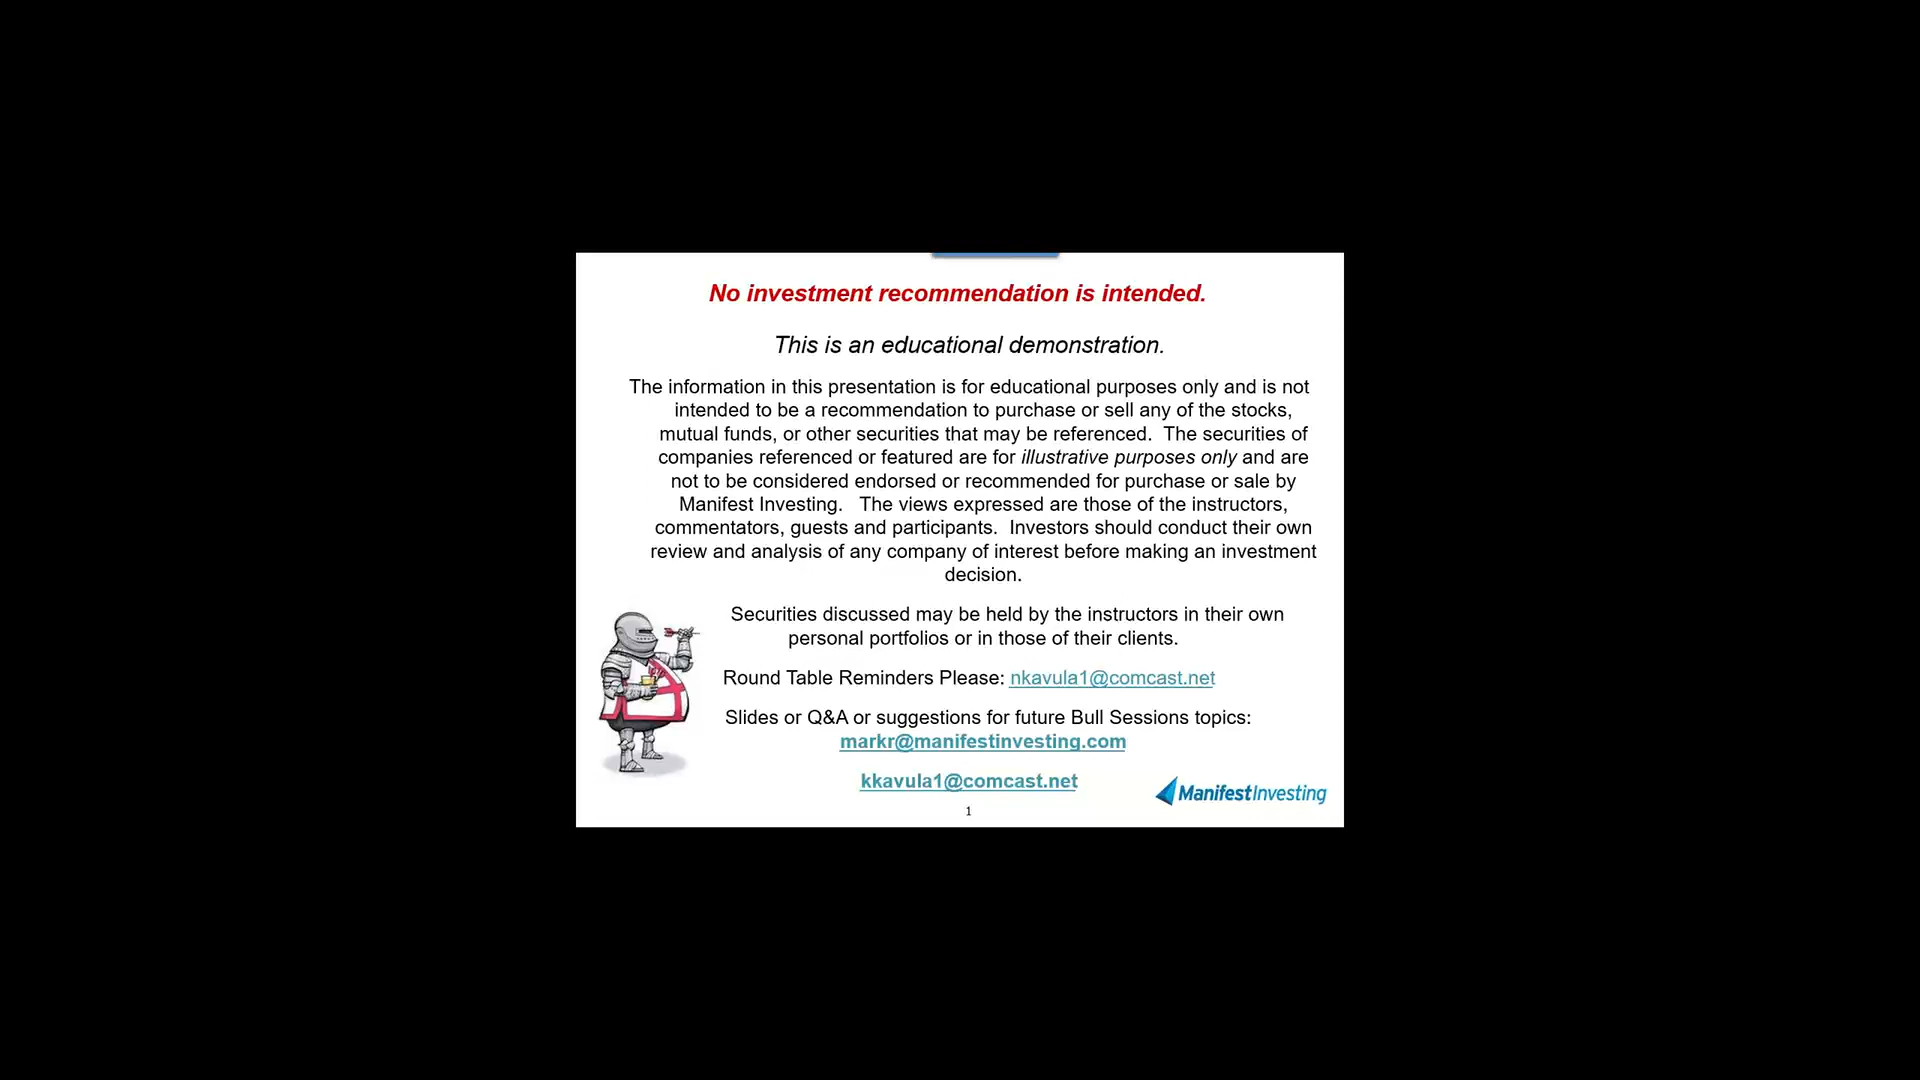 No investment recommendation is intended.
This is an educational demonstration.
The information in this presentation is for educational purposes only and is not
intended to be a recommendation to purchase or sell any of the stocks,
mutual funds, or other securities that may be referenced.  The securities of
companies referenced or featured are for illustrative purposes only and are
not to be considered endorsed or recommended for purchase or sale by
Manifest Investing.   The views expressed are those of the instructors,
commentators, guests and participants.  Investors should conduct their own
review and analysis of any company of interest before making an investment
decision.
Securities discussed may be held by the instructors in their own
personal portfolios or in those of their clients.
Round Table Reminders Please: nkavula1@comcast.net
Slides or Q&A or suggestions for future Bull Sessions topics:
markr@manifestinvesting.com
kkavula1@comcast.net
ManifestInvesting
1